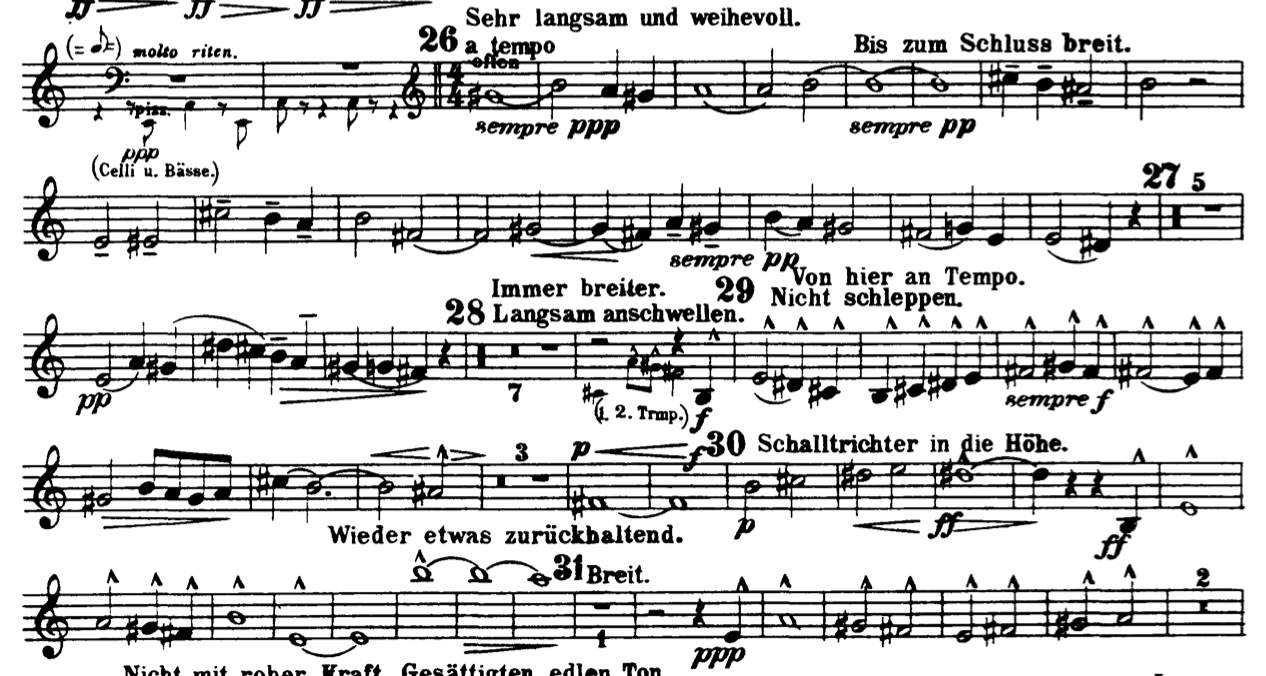 ff ff ff
Sehr langsam und weihevoll.
(= ) molto riten. 26 a tempo Bis zum Schluss breit.
offen
4
4
pizz.
sempre ppp sempre pp
ppp
(Celli u. Bässe.)
27 5
sempre pp
Von hier an Tempo.
Immer breiter. 29 Nicht schleppen.
28 Langsam anschwellen.
pp 7 (1. 2. Trmp.) f sempre f
3 p f 30 Schalltrichter in die Höhe.
p ff
Wieder etwas zurückhaltend. ff
31 Breit. 2
1 ppp
Nicht mit roher Kraft. Gesättigten edlen Ton